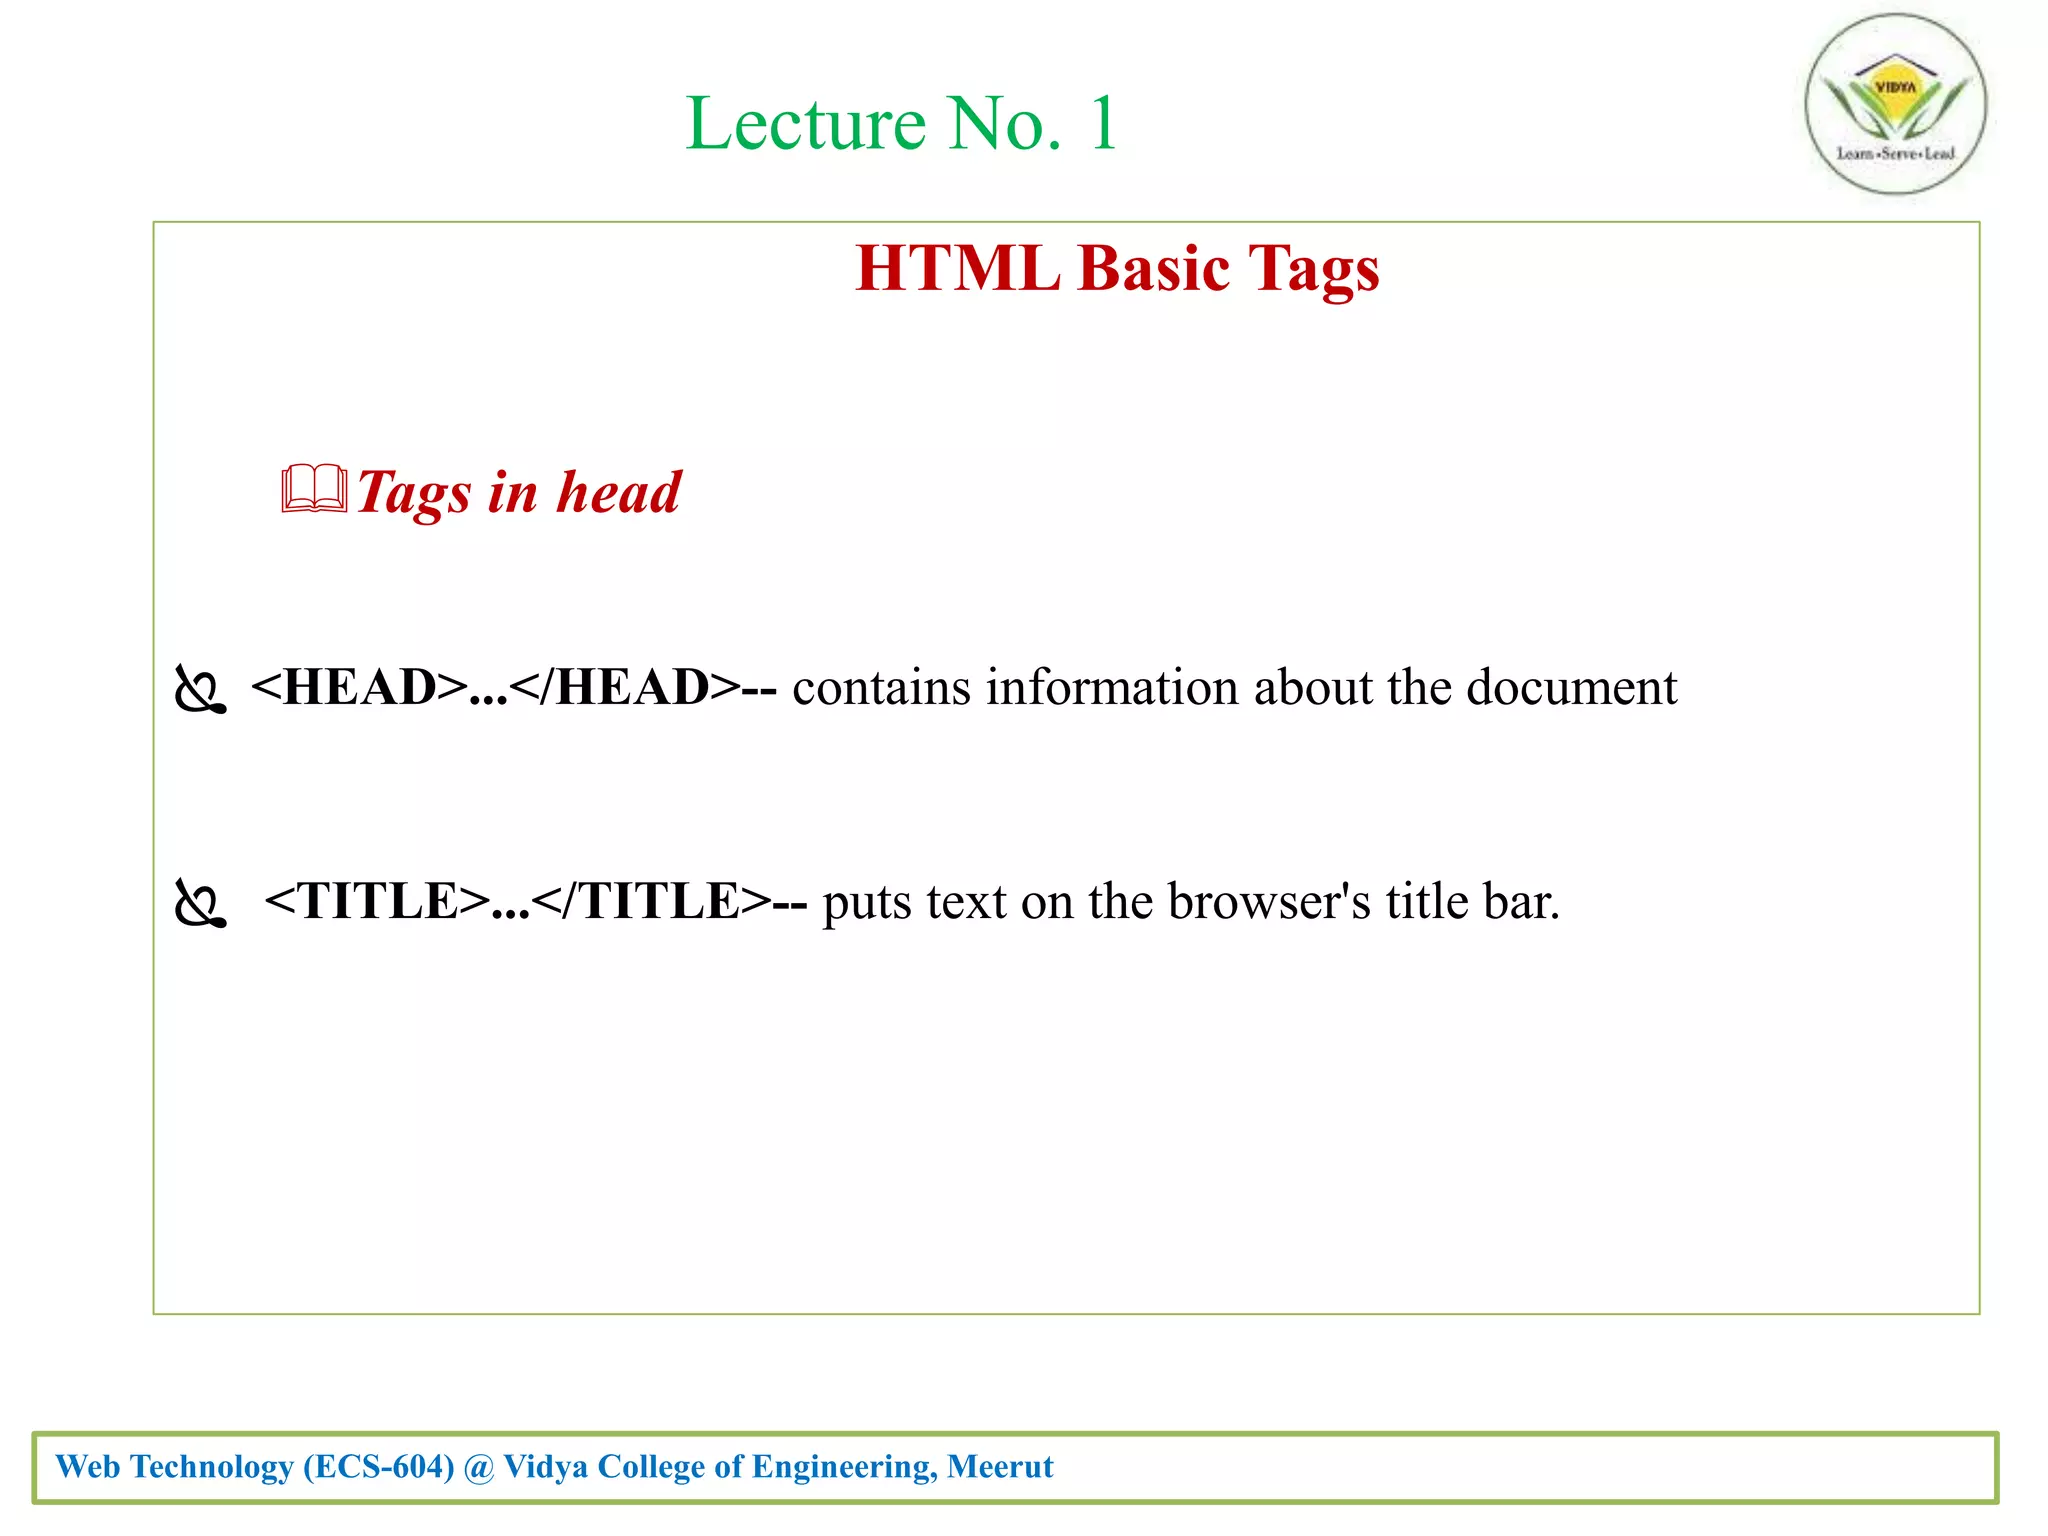 Lecture No. 1
VIDYA
Learn•Serve•Lead
HTML Basic Tags
Tags in head
<HEAD>...</HEAD>-- contains information about the document
<TITLE>...</TITLE>-- puts text on the browser's title bar.
Web Technology (ECS-604) @ Vidya College of Engineering, Meerut